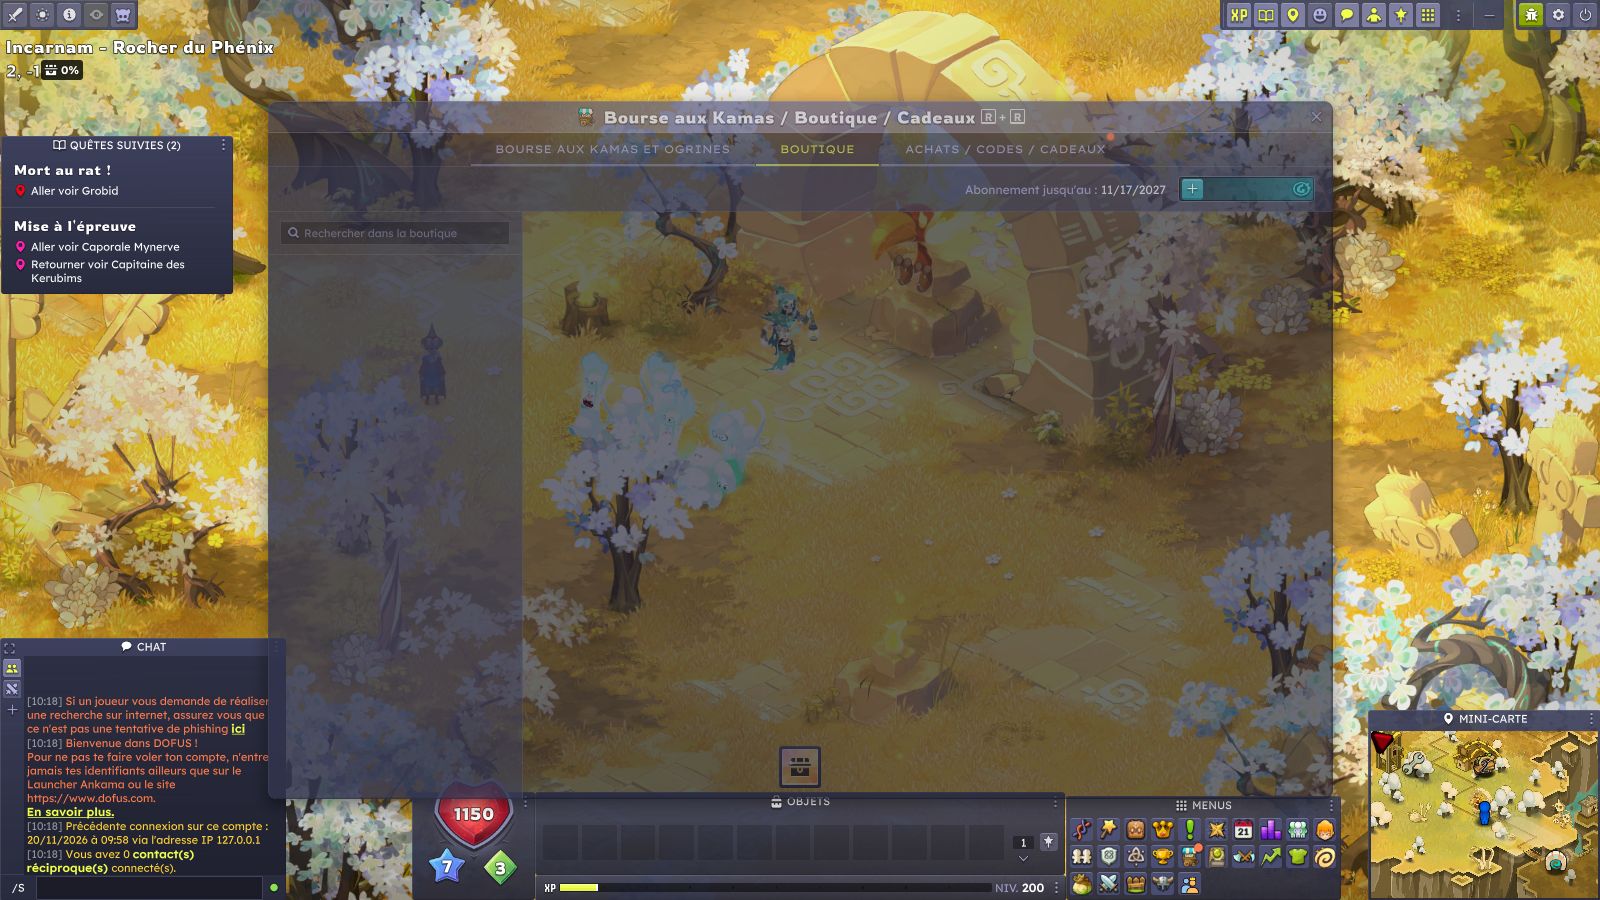 Incarnam - Rocher du Phénix
2, -1
0%
XP
Bourse aux Kamas / Boutique / Cadeaux R + R
BOURSE AUX KAMAS ET OGRINES
BOUTIQUE
ACHATS / CODES / CADEAUX
Abonnement jusqu'au : 11/17/2027
Rechercher dans la boutique
QUÊTES SUIVIES (2)
Mort au rat !
Aller voir Grobid
Mise à l'épreuve
Aller voir Caporale Mynerve
Retourner voir Capitaine des
Kerubims
CHAT
[10:18] Si un joueur vous demande de réaliser
une recherche sur internet, assurez vous que
ce n'est pas une tentative de phishing ici
[10:18] Bienvenue dans DOFUS !
Pour ne pas te faire voler ton compte, n'entre
jamais tes identifiants ailleurs que sur le
Launcher Ankama ou le site
https://www.dofus.com.
En savoir plus.
[10:18] Précédente connexion sur ce compte :
20/11/2026 à 09:58 via l'adresse IP 127.0.0.1
[10:18] Vous avez 0 contact(s)
réciproque(s) connecté(s).
/S
1150
7
3
OBJETS
1
XP
NIV. 200
MENUS
21
MINI-CARTE